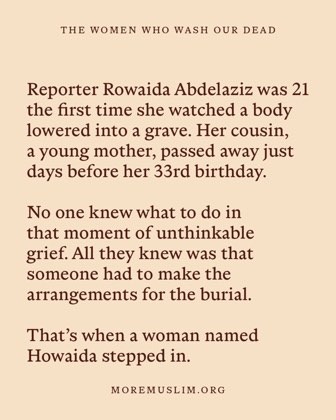 THE WOMEN WHO WASH OUR DEAD
Reporter Rowaida Abdelaziz was 21
the first time she watched a body
lowered into a grave. Her cousin,
a young mother, passed away just
days before her 33rd birthday.
No one knew what to do in
that moment of unthinkable
grief. All they knew was that
someone had to make the
arrangements for the burial.
That’s when a woman named
Howaida stepped in.
MOREMUSLIM.ORG